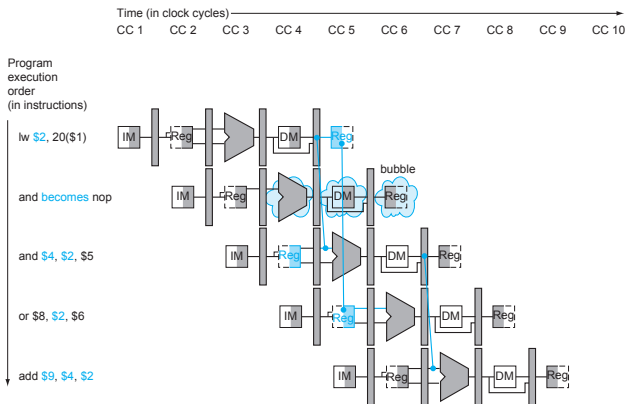 Time (in clock cycles)
CC 1 CC 2 CC 3 CC 4 CC 5 CC 6 CC 7 CC 8 CC 9 CC 10
Program
execution
order
(in instructions)
lw $2, 20($1)
IM Reg DM Reg
bubble
and becomes nop
IM Reg DM Reg
and $4, $2, $5
IM Reg DM Reg
or $8, $2, $6
IM Reg DM Reg
add $9, $4, $2
IM Reg DM Reg